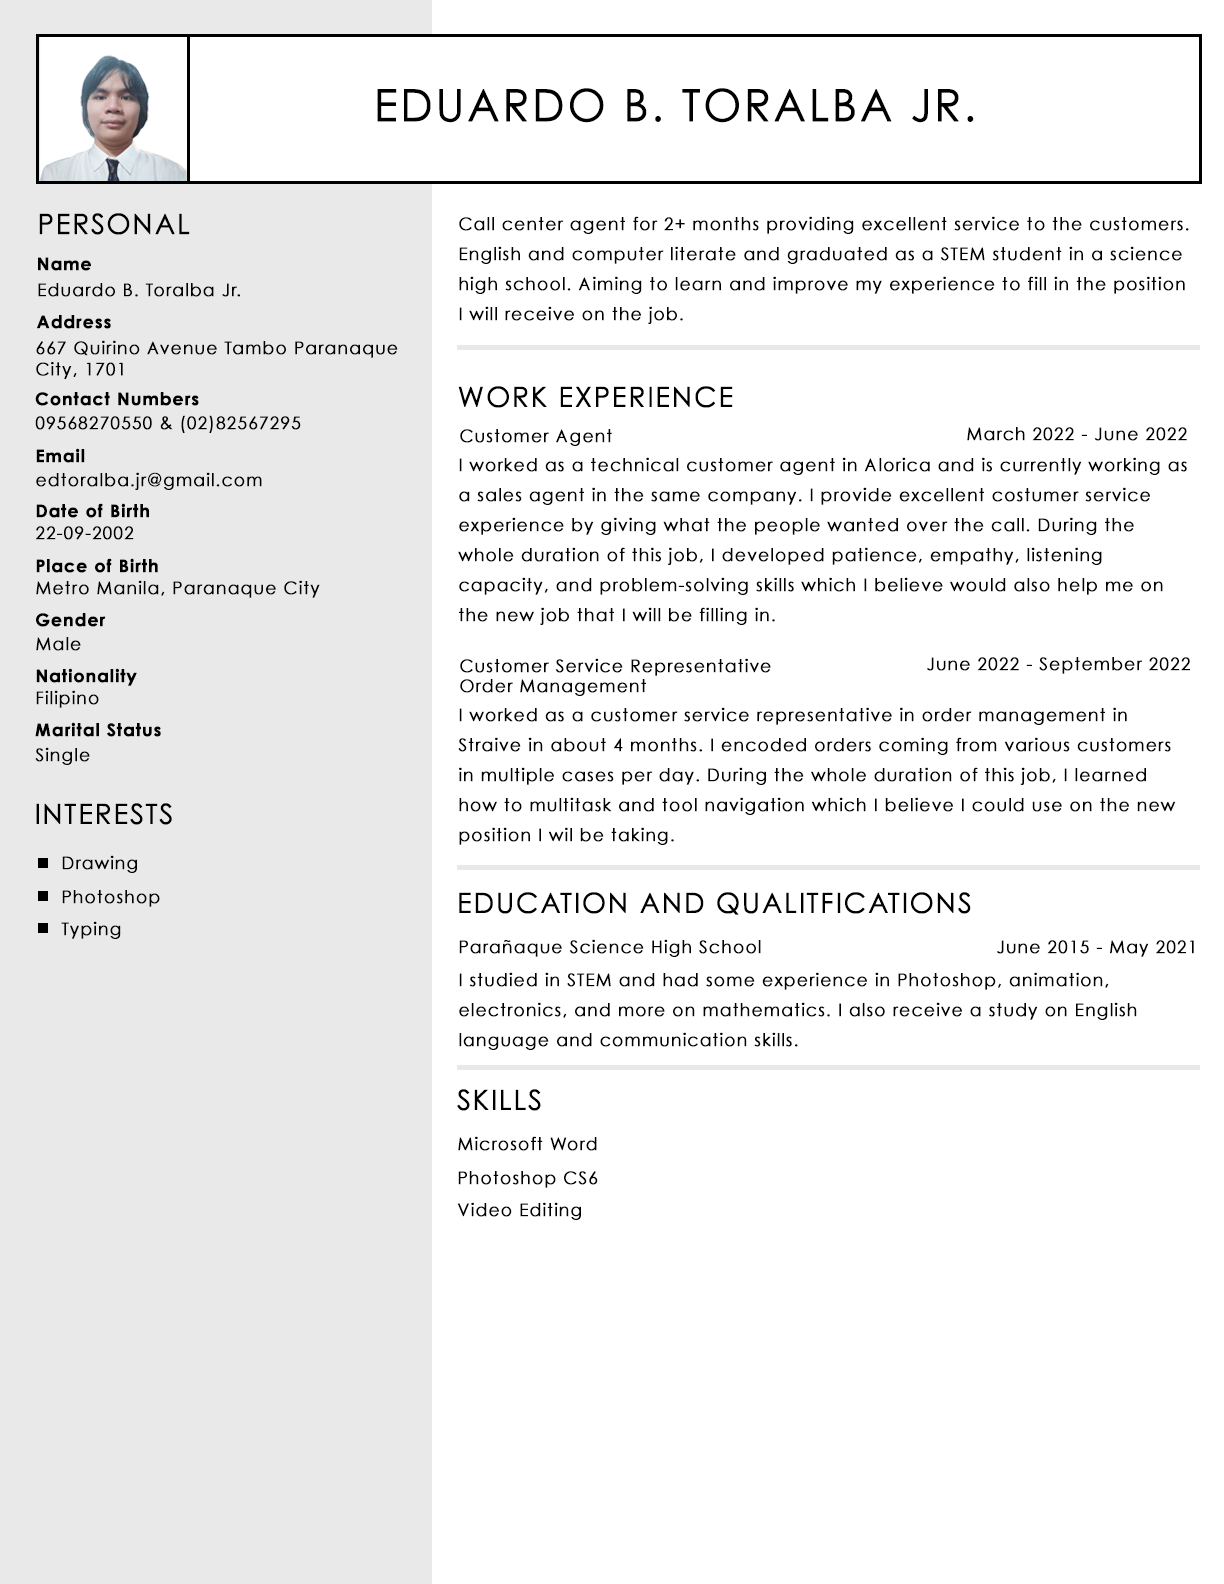 EDUARDO B. TORALBA JR.
PERSONAL
Name
Eduardo B. Toralba Jr.
Address
667 Quirino Avenue Tambo Paranaque
City, 1701
Contact Numbers
09568270550 & (02)82567295
Email
edtoralba.jr@gmail.com
Date of Birth
22-09-2002
Place of Birth
Metro Manila, Paranaque City
Gender
Male
Nationality
Filipino
Marital Status
Single
INTERESTS
Drawing
Photoshop
Typing
Call center agent for 2+ months providing excellent service to the customers.
English and computer literate and graduated as a STEM student in a science
high school. Aiming to learn and improve my experience to fill in the position
I will receive on the job.
WORK EXPERIENCE
Customer Agent March 2022 - June 2022
I worked as a technical customer agent in Alorica and is currently working as
a sales agent in the same company. I provide excellent costumer service
experience by giving what the people wanted over the call. During the
whole duration of this job, I developed patience, empathy, listening
capacity, and problem-solving skills which I believe would also help me on
the new job that I will be filling in.
Customer Service Representative June 2022 - September 2022
Order Management
I worked as a customer service representative in order management in
Straive in about 4 months. I encoded orders coming from various customers
in multiple cases per day. During the whole duration of this job, I learned
how to multitask and tool navigation which I believe I could use on the new
position I wil be taking.
EDUCATION AND QUALITFICATIONS
Parañaque Science High School June 2015 - May 2021
I studied in STEM and had some experience in Photoshop, animation,
electronics, and more on mathematics. I also receive a study on English
language and communication skills.
SKILLS
Microsoft Word
Photoshop CS6
Video Editing